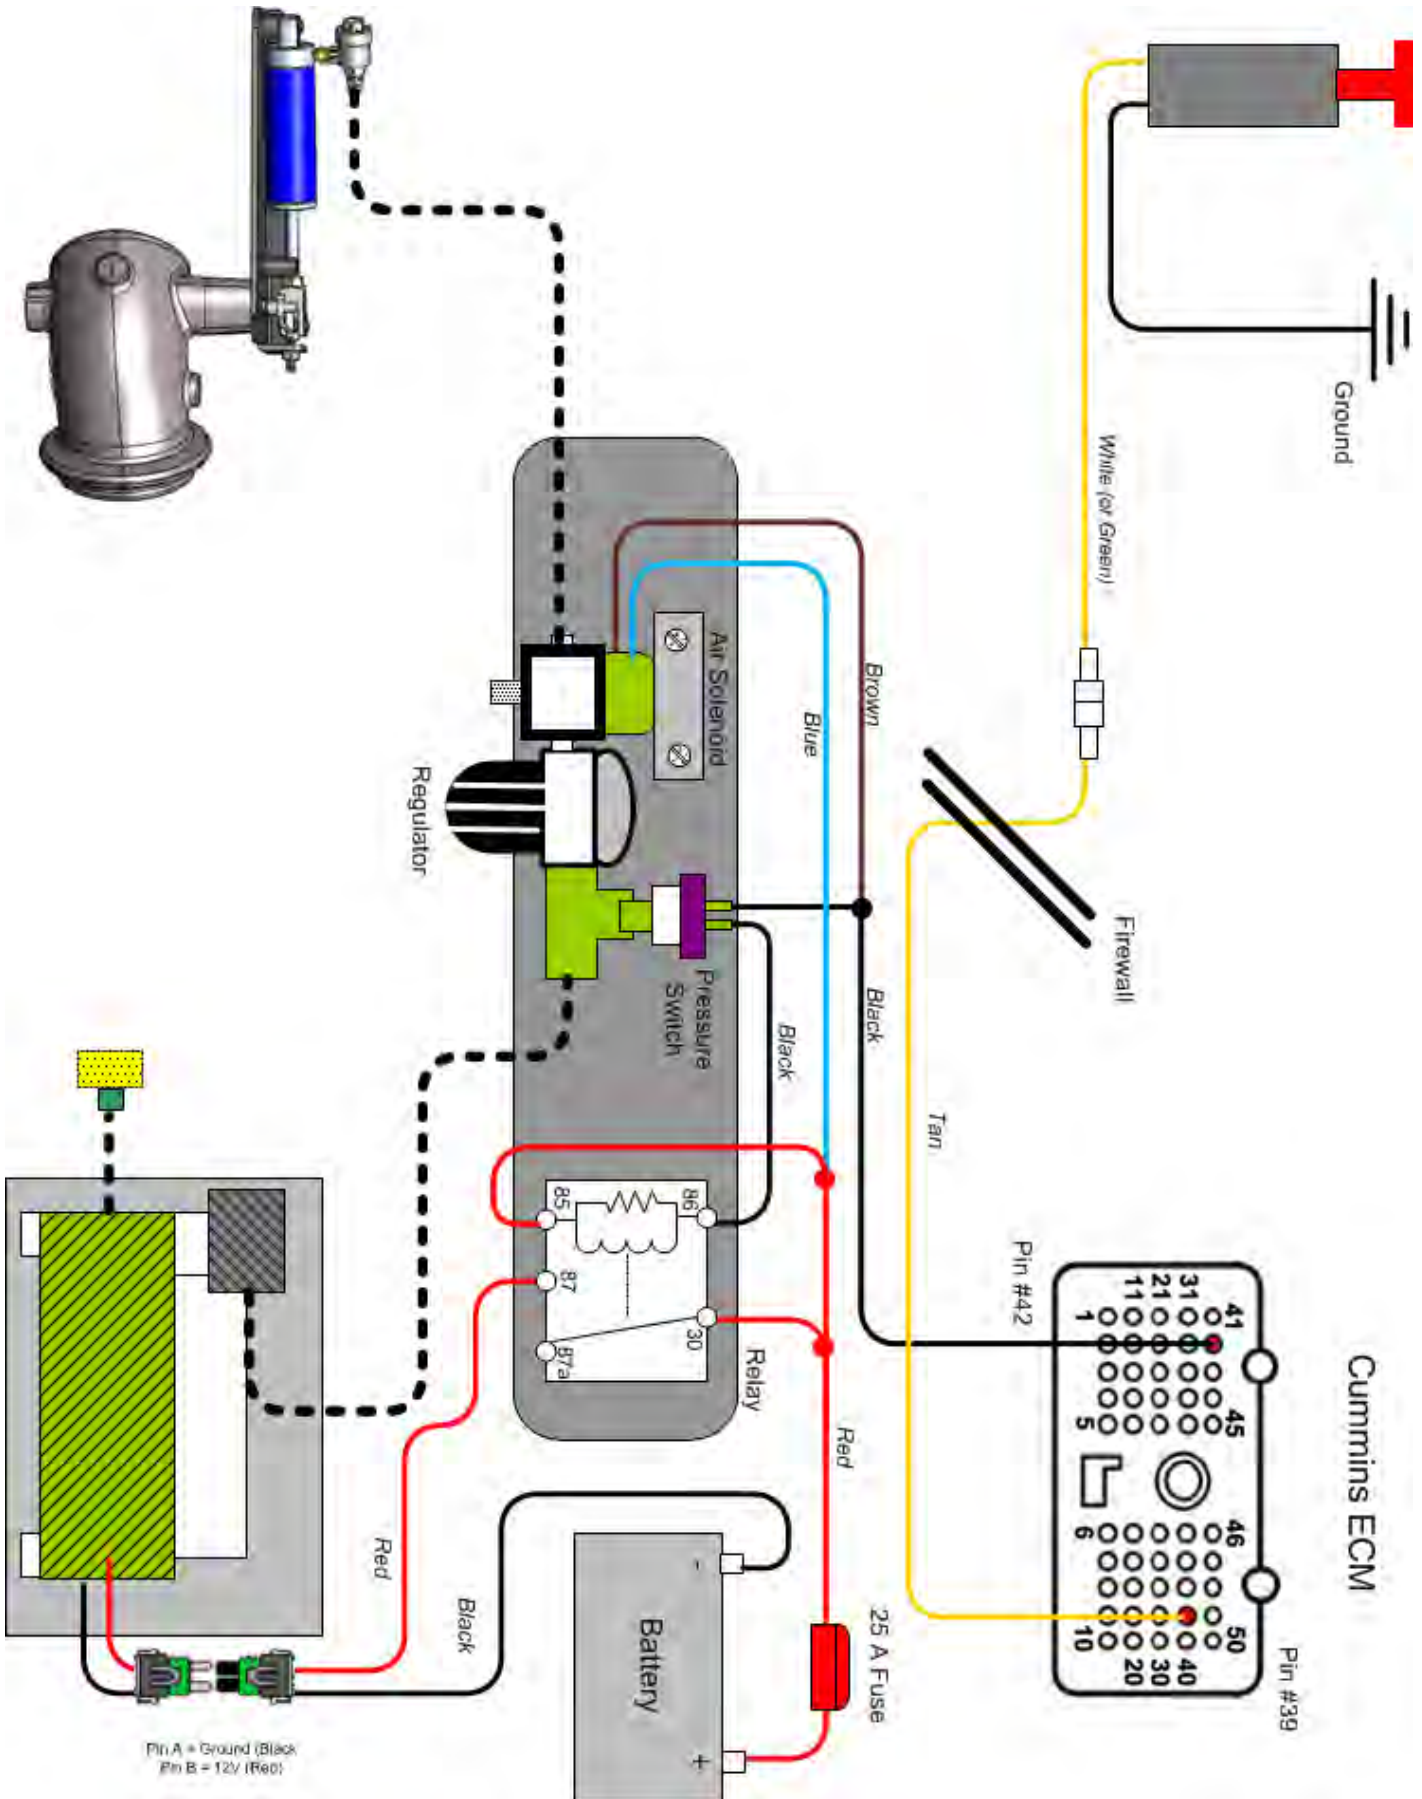 Ground
White (or Green)
Firewall
Cummins ECM
Pin #42
Pin #39
41
31
21
11
1
45
5
46
6
50
40
30
20
10
Tan
Brown
Blue
Black
Black
Air Solenoid
Regulator
Pressure
Switch
Relay
86
85
87
87a
30
Red
25 A Fuse
Battery
-
+
Red
Black
Pin A = Ground (Black
Pin B = 12V (Red)